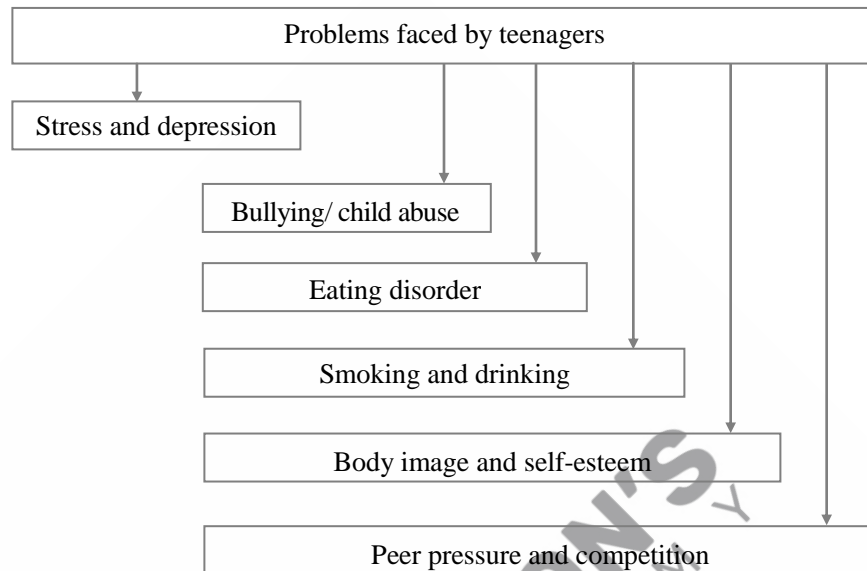 Problems faced by teenagers
Stress and depression
Bullying/ child abuse
Eating disorder
Smoking and drinking
Body image and self-esteem
Peer pressure and competition